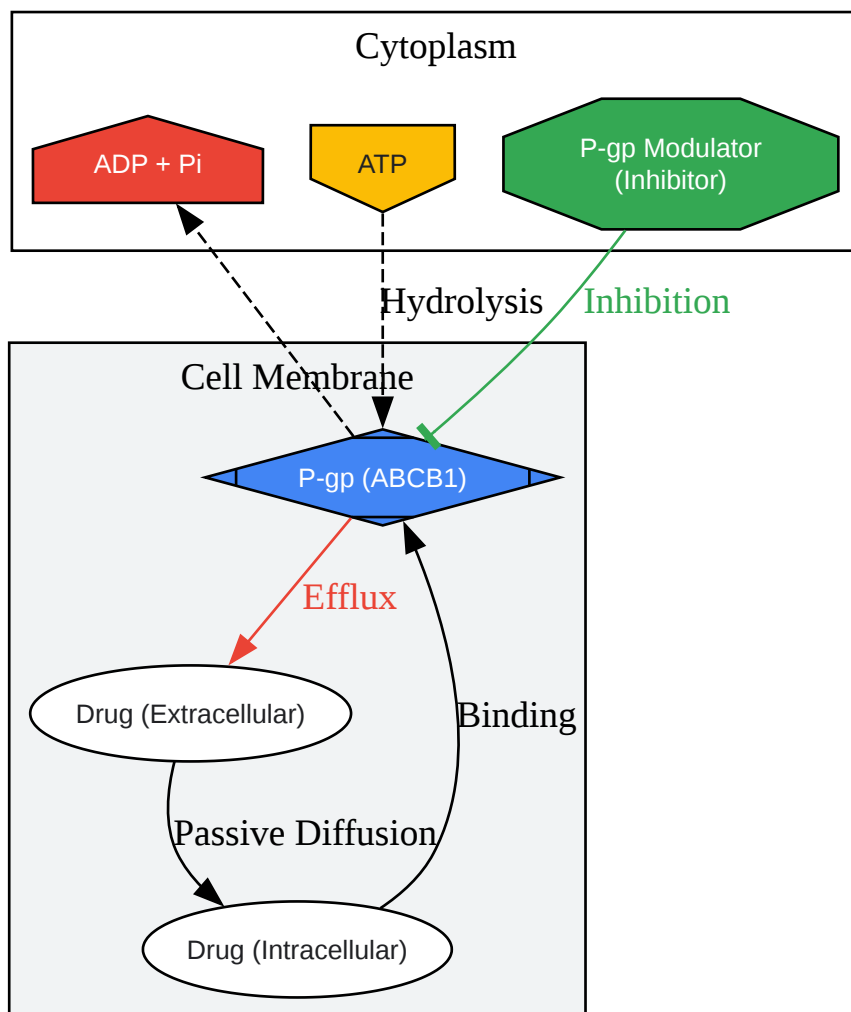 Cytoplasm
ADP + Pi
ATP
P-gp Modulator
(Inhibitor)
Hydrolysis
Inhibition
Cell Membrane
P-gp (ABCB1)
Efflux
Drug (Extracellular)
Binding
Passive Diffusion
Drug (Intracellular)